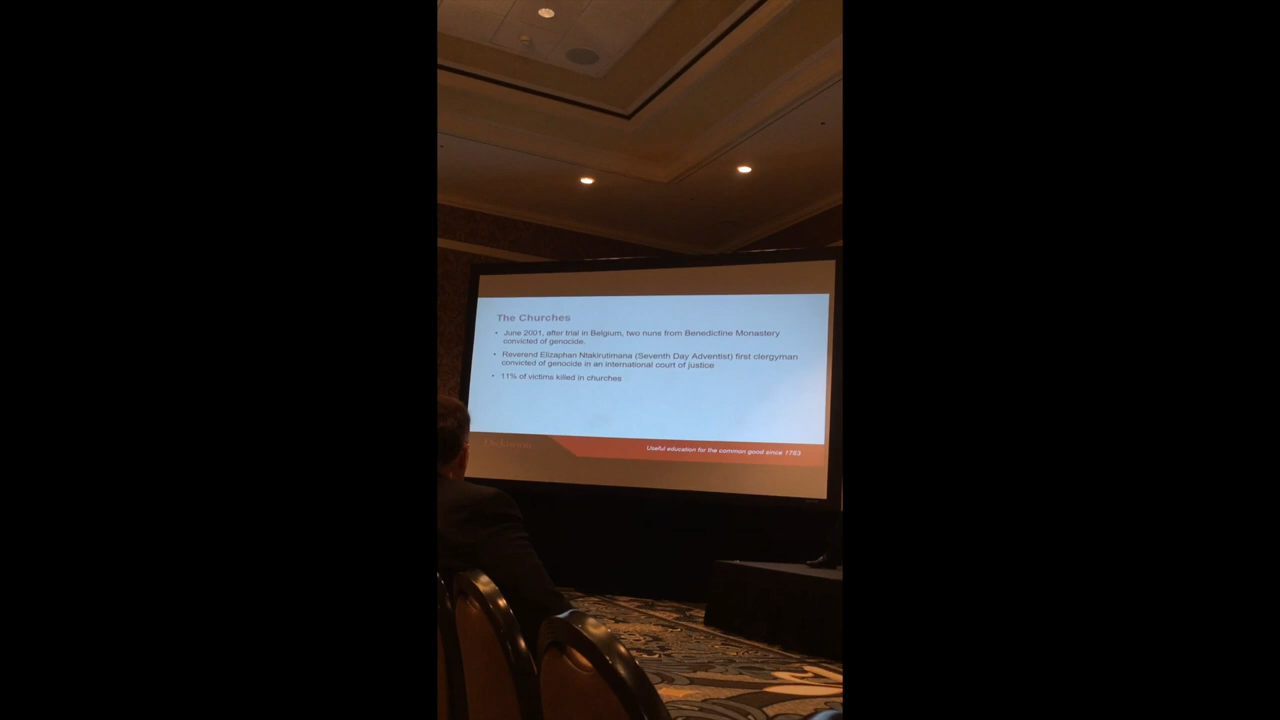 The Churches
• June 2001, after trial in Belgium, two nuns from Benedictine Monastery
convicted of genocide.
• Reverend Elizaphan Ntakirutimana (Seventh Day Adventist) first clergyman
convicted of genocide in an international court of justice
• 11% of victims killed in churches
Dickinson
Useful education for the common good since 1783